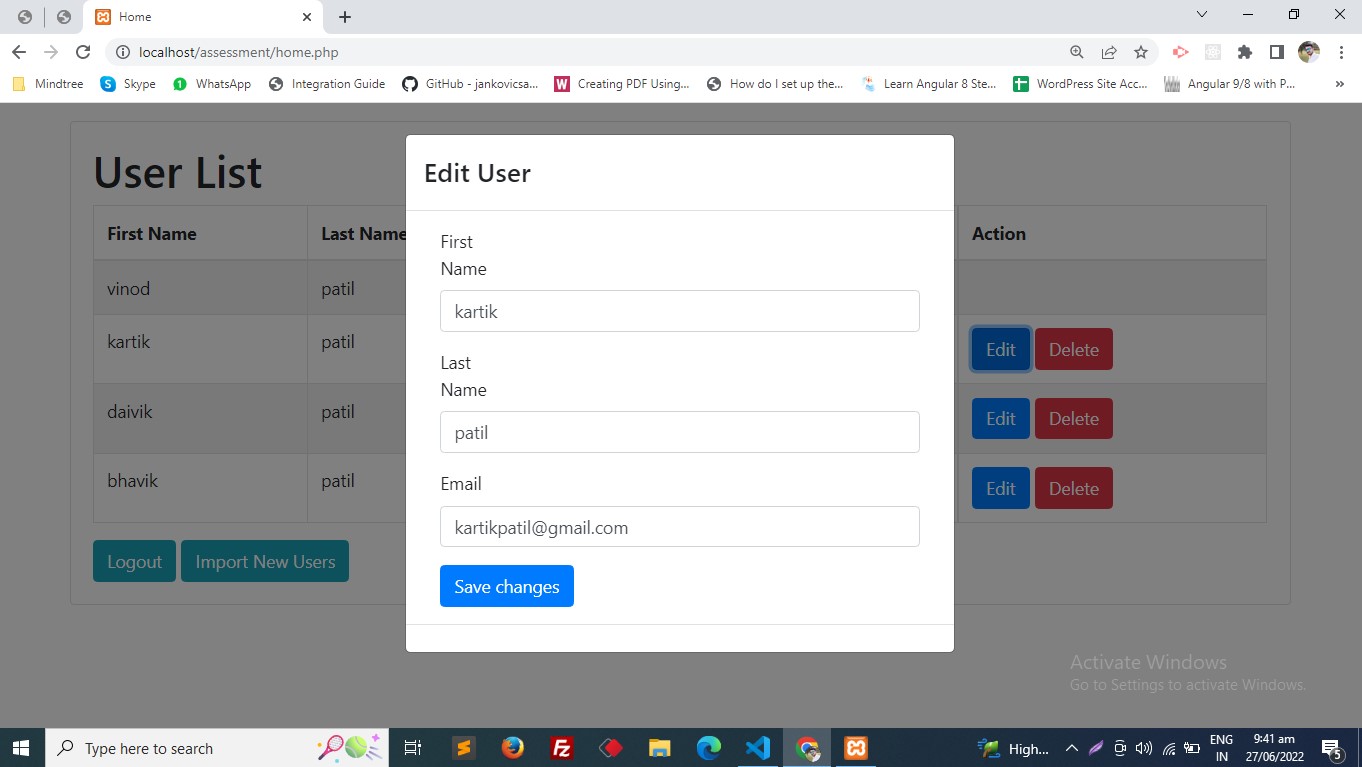 Home
localhost/assessment/home.php
Mindtree
Skype
WhatsApp
Integration Guide
GitHub - jankovicsa...
Creating PDF Using...
How do I set up the...
Learn Angular 8 Ste...
WordPress Site Acc...
Angular 9/8 with P...
»
User List
First Name
Last Name
Action
vinod
patil
kartik
patil
Edit
Delete
daivik
patil
Edit
Delete
bhavik
patil
Edit
Delete
Logout
Import New Users
Edit User
First
Name
kartik
Last
Name
patil
Email
kartikpatil@gmail.com
Save changes
Activate Windows
Go to Settings to activate Windows.
Type here to search
High...
ENG
IN
9:41 am
27/06/2022
5